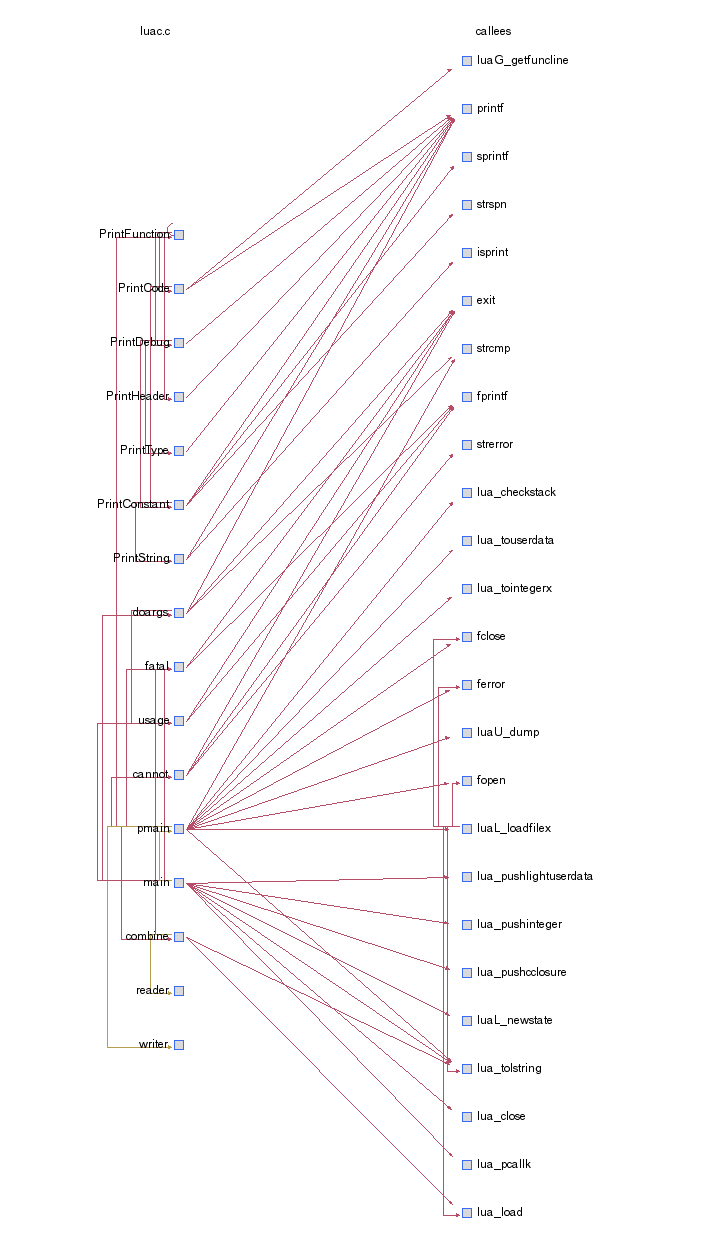 luac.c
callees
PrintFunction
PrintCode
PrintDebug
PrintHeader
PrintType
PrintConstant
PrintString
doargs
fatal
usage
cannot
pmain
main
combine
reader
writer
luaG_getfuncline
printf
sprintf
strspn
isprint
exit
strcmp
fprintf
strerror
lua_checkstack
lua_touserdata
lua_tointegerx
fclose
ferror
luaU_dump
fopen
luaL_loadfilex
lua_pushlightuserdata
lua_pushinteger
lua_pushcclosure
luaL_newstate
lua_tolstring
lua_close
lua_pcallk
lua_load